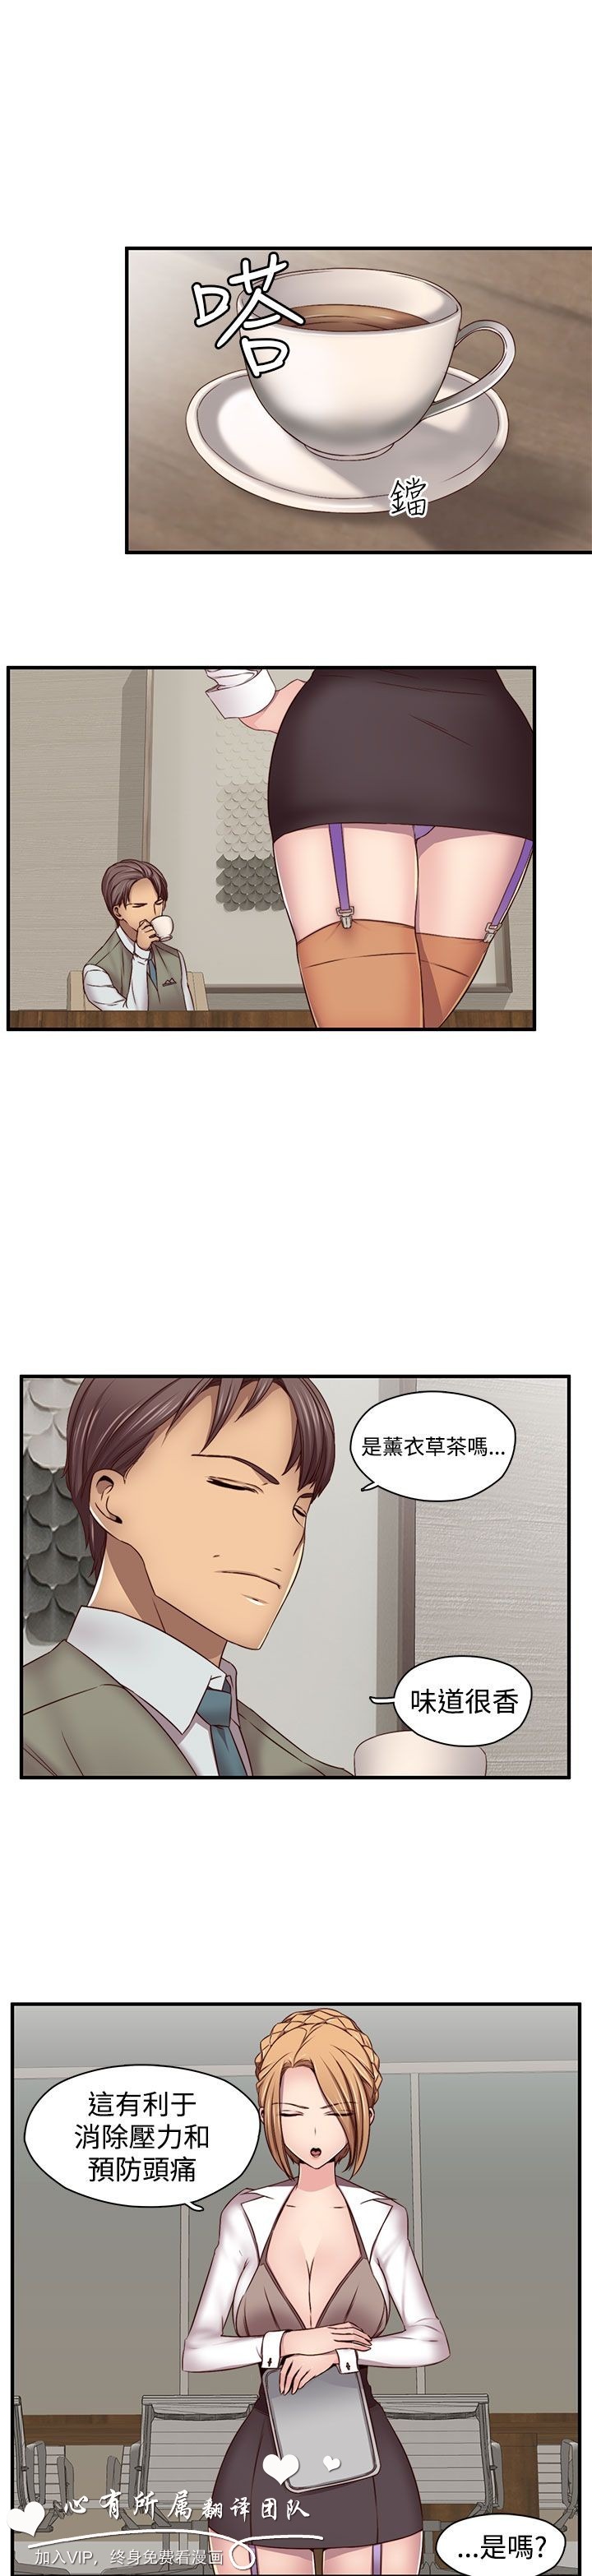 嗒
鐺
是薰衣草茶嗎...
味道很香
這有利于
消除壓力和
預防頭痛
心有所属翻译团队
加入VIP，终身免费看漫画
...是嗎?